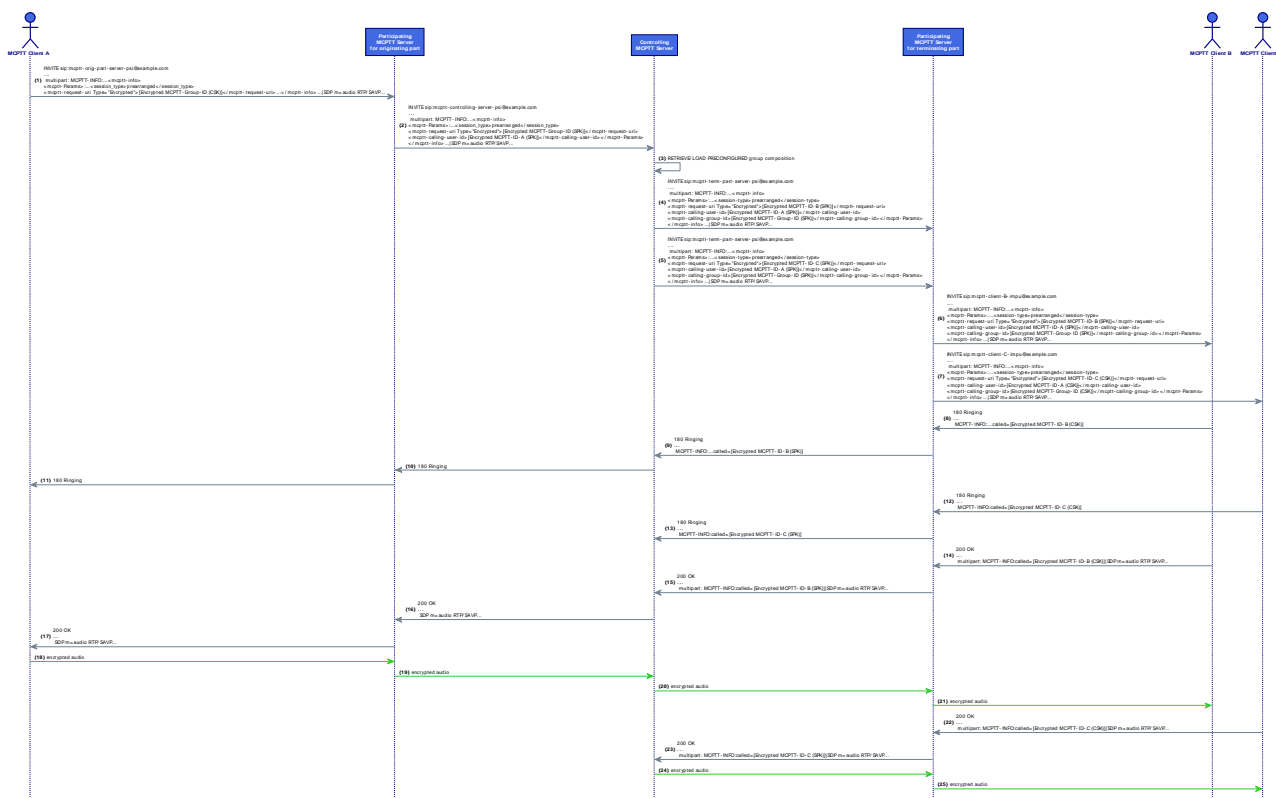 MCPTT Client A
Participating
MCPTT Server
for originating part
Controlling
MCPTT Server
Participating
MCPTT Server
for terminating part
MCPTT Client B
MCPTT Client
INVITE sip:mcptt-orig-part-server-psi@example.com
....
multipart: MCPTT-INFO:...<mcptt-info>
(1)
<mcptt-Params>:...<session_type>prearranged</session_type>
<mcptt-request-uri Type="Encrypted">[Encrypted MCPTT-Group-ID (CSK)]</mcptt-request-uri> ...</mcptt-info> ...|SDP m=audio RTP/SAVP...
INVITE sip:mcptt-controlling-server-psi@example.com
....
multipart: MCPTT-INFO:...<mcptt-info>
(2) <mcptt-Params>:...<session_type>prearranged</session_type>
<mcptt-request-uri Type="Encrypted">[Encrypted MCPTT-Group-ID (SPK)]</mcptt-request-uri>
<mcptt-calling-user-id>[Encrypted MCPTT-ID-A (SPK)]</mcptt-calling-user-id></mcptt-Params>
</mcptt-info> ...|SDP m=audio RTP/SAVP...
(3) RETRIEVE/LOAD PRECONFIGURED group composition
INVITE sip:mcptt-term-part-server-psi@example.com
....
multipart: MCPTT-INFO:...<mcptt-info>
(4) <mcptt-Params>:...<session-type>prearranged</session-type>
<mcptt-request-uri Type="Encrypted">[Encrypted MCPTT-ID-B (SPK)]</mcptt-request-uri>
<mcptt-calling-user-id>[Encrypted MCPTT-ID-A (SPK)]</mcptt-calling-user-id>
<mcptt-calling-group-id>[Encrypted MCPTT-Group-ID (SPK)]</mcptt-calling-group-id></mcptt-Params>
</mcptt-info> ...|SDP m=audio RTP/SAVP...
INVITE sip:mcptt-term-part-server-psi@example.com
....
multipart: MCPTT-INFO:...<mcptt-info>
(5) <mcptt-Params>:...<session-type>prearranged</session-type>
<mcptt-request-uri Type="Encrypted">[Encrypted MCPTT-ID-C (SPK)]</mcptt-request-uri>
<mcptt-calling-user-id>[Encrypted MCPTT-ID-A (SPK)]</mcptt-calling-user-id>
<mcptt-calling-group-id>[Encrypted MCPTT-Group-ID (SPK)]</mcptt-calling-group-id></mcptt-Params>
</mcptt-info> ...|SDP m=audio RTP/SAVP...
INVITE sip:mcptt-client-B-impu@example.com
....
multipart: MCPTT-INFO:...<mcptt-info>
(6) <mcptt-Params>:...<session-type>prearranged</session-type>
<mcptt-request-uri Type="Encrypted">[Encrypted MCPTT-ID-B (SPK)]</mcptt-request-uri>
<mcptt-calling-user-id>[Encrypted MCPTT-ID-A (SPK)]</mcptt-calling-user-id>
<mcptt-calling-group-id>[Encrypted MCPTT-Group-ID (SPK)]</mcptt-calling-group-id></mcptt-Params>
</mcptt-info> ...|SDP m=audio RTP/SAVP...
INVITE sip:mcptt-client-C-impu@example.com
....
multipart: MCPTT-INFO:...<mcptt-info>
(7) <mcptt-Params>:...<session-type>prearranged</session-type>
<mcptt-request-uri Type="Encrypted">[Encrypted MCPTT-ID-C (CSK)]</mcptt-request-uri>
<mcptt-calling-user-id>[Encrypted MCPTT-ID-A (CSK)]</mcptt-calling-user-id>
<mcptt-calling-group-id>[Encrypted MCPTT-Group-ID (CSK)]</mcptt-calling-group-id></mcptt-Params>
</mcptt-info> ...|SDP m=audio RTP/SAVP...
180 Ringing
(8) ....
MCPTT-INFO:...called=[Encrypted MCPTT-ID-B(CSK)]
180 Ringing
(9) ....
MCPTT-INFO:...called=[Encrypted MCPTT-ID-B(SPK)]
(10) 180 Ringing
(11) 180 Ringing
180 Ringing
(12) ....
MCPTT-INFO:called=[Encrypted MCPTT-ID-C (CSK)]
180 Ringing
(13) ....
MCPTT-INFO:called=[Encrypted MCPTT-ID-C (SPK)]
200 OK
(14) ....
multipart: MCPTT-INFO:called=[Encrypted MCPTT-ID-B (CSK)]|SDP m=audio RTP/SAVP...
200 OK
(15) ....
multipart: MCPTT-INFO:called=[Encrypted MCPTT-ID-B (SPK)]|SDP m=audio RTP/SAVP...
200 OK
(16) ....
SDP m=audio RTP/SAVP...
200 OK
(17) ....
SDP m=audio RTP/SAVP...
(18) encrypted audio
(19) encrypted audio
(20) encrypted audio
(21) encrypted audio
200 OK
(22) ....
multipart: MCPTT-INFO:called=[Encrypted MCPTT-ID-C (CSK)]|SDP m=audio RTP/SAVP...
200 OK
(23) ....
multipart: MCPTT-INFO:called=[Encrypted MCPTT-ID-C (SPK)]|SDP m=audio RTP/SAVP...
(24) encrypted audio
(25) encrypted audio